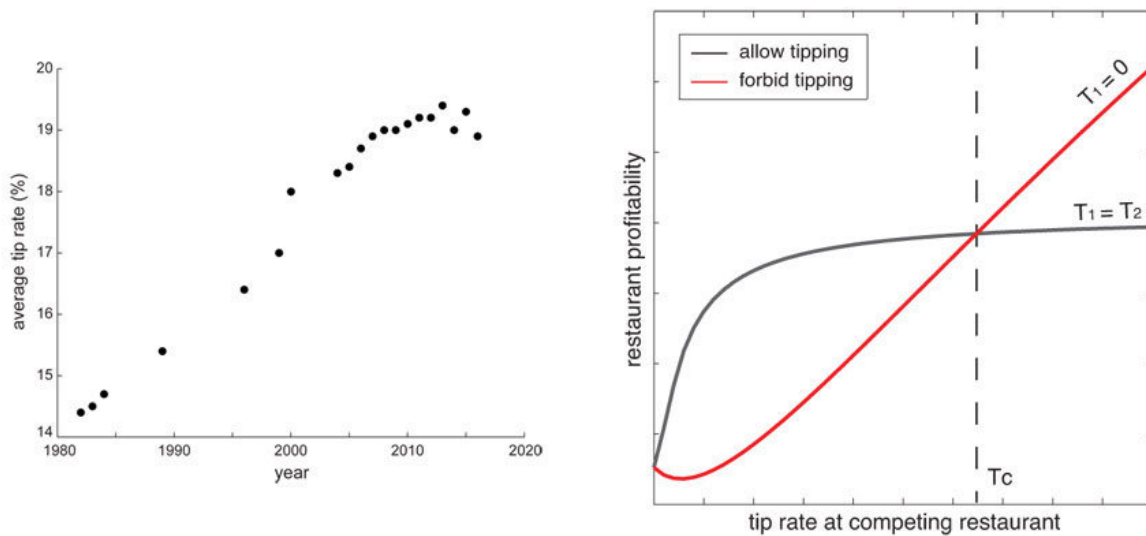 20
19
18
17
16
15
14
1980
1990
2000
2010
2020
average tip rate (%)
year
allow tipping
forbid tipping
T1 = 0
T1 = T2
Tc
restaurant profitability
tip rate at competing restaurant